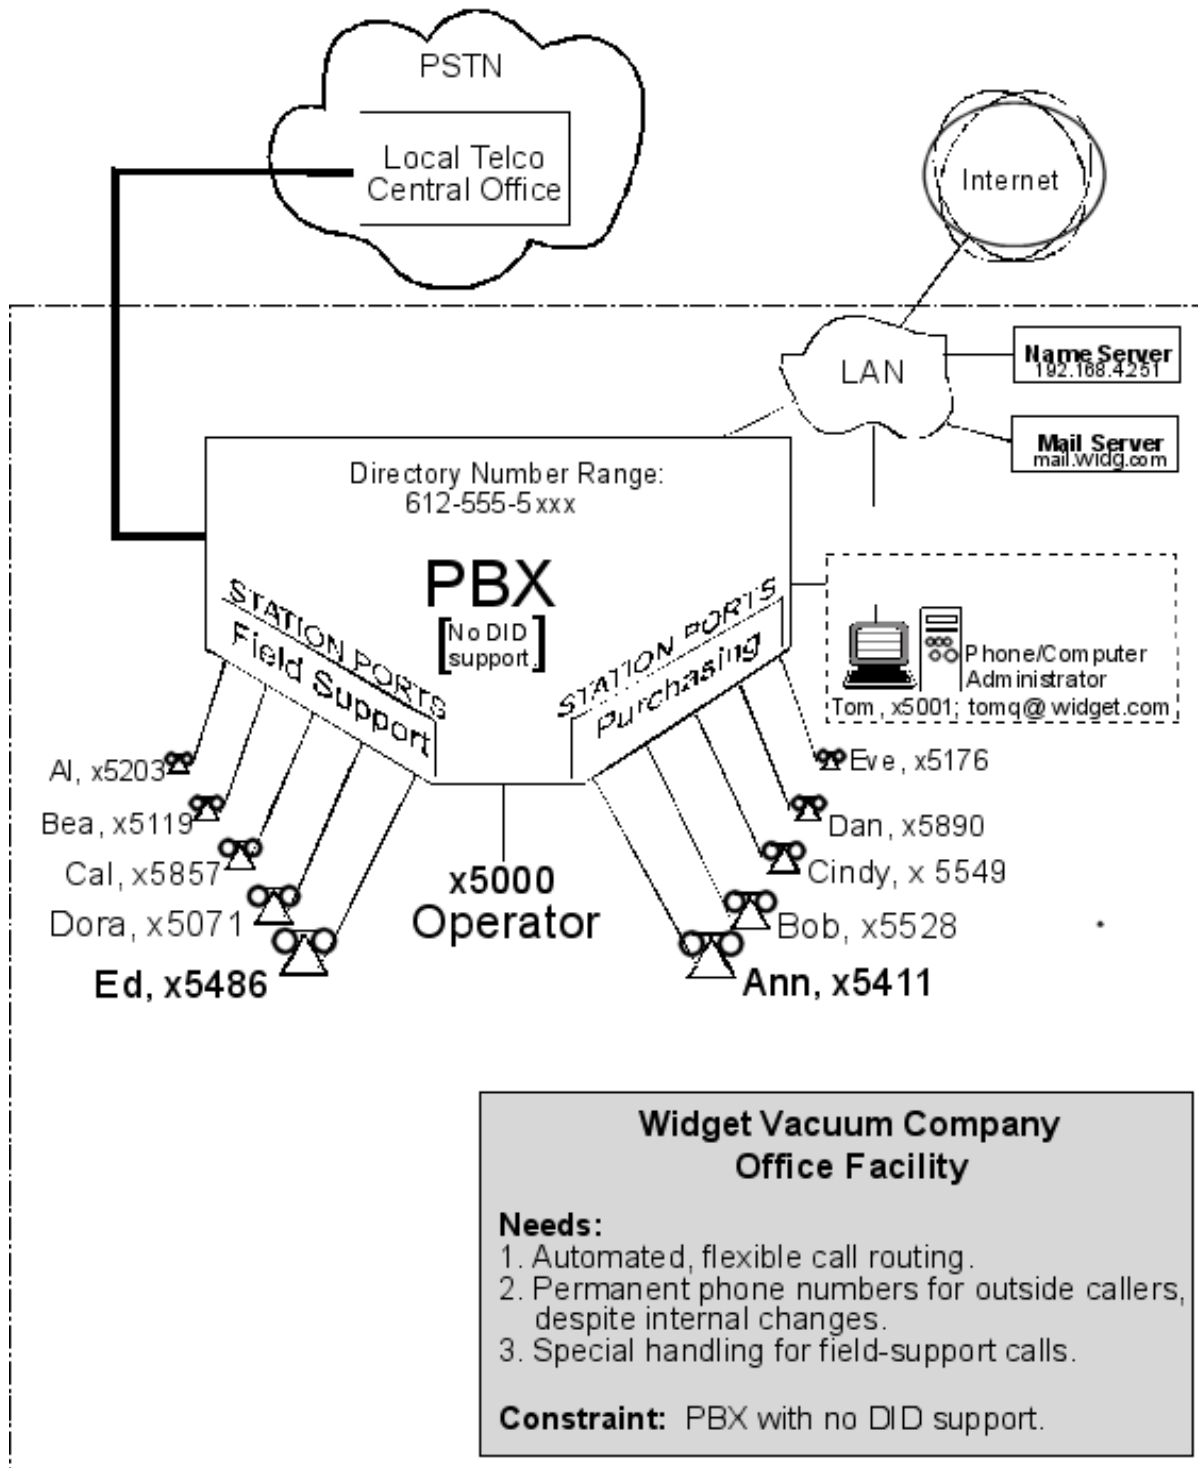 PSTN
Local Telco
Central Office
Internet
LAN
Name Server
192.168.4.251
Mail Server
mail.widg.com
Directory Number Range:
612-555-5xxx
PBX
[No DID
support]
STATION PORTS
Field Support
STATION PORTS
Purchasing
Phone/Computer
Administrator
Tom, x5001; tomq@widget.com
Al, x5203
Bea, x5119
Cal, x5857
Dora, x5071
Ed, x5486
x5000
Operator
Eve, x5176
Dan, x5890
Cindy, x 5549
Bob, x5528
Ann, x5411
Widget Vacuum Company
Office Facility
Needs:
1. Automated, flexible call routing.
2. Permanent phone numbers for outside callers,
despite internal changes.
3. Special handling for field-support calls.
Constraint: PBX with no DID support.